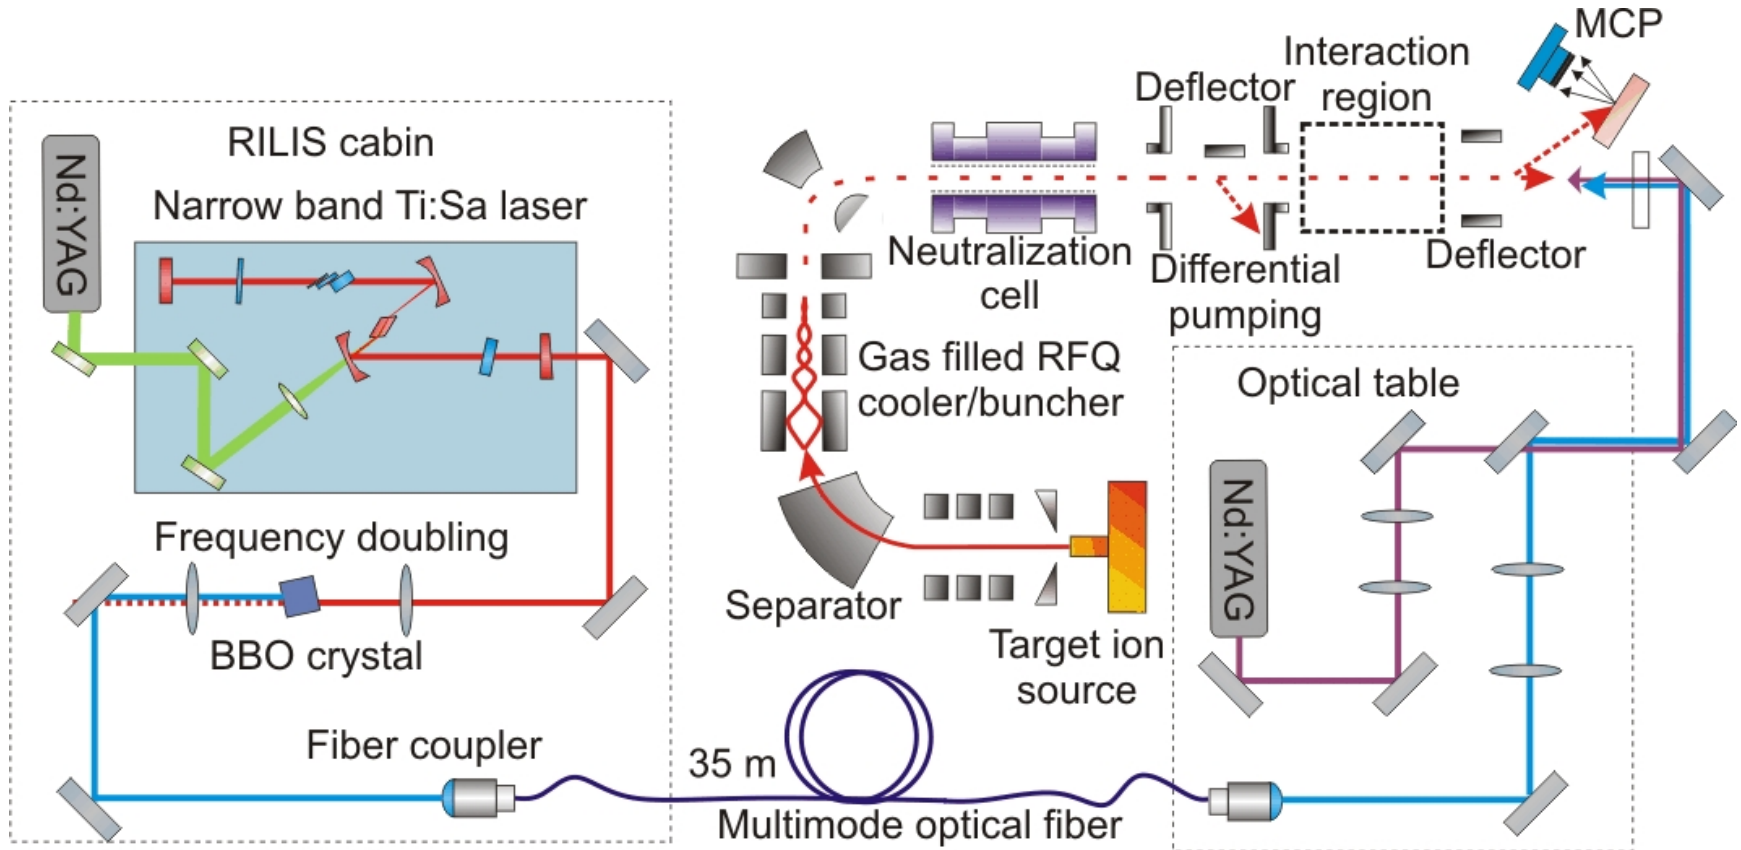 RILIS cabin
Nd:YAG
Narrow band Ti:Sa laser
Frequency doubling
BBO crystal
Fiber coupler
35 m
Multimode optical fiber
MCP
Interaction
region
Deflector
Neutralization
cell
Differential
pumping
Deflector
Gas filled RFQ
cooler/buncher
Separator
Target ion
source
Optical table
Nd:YAG